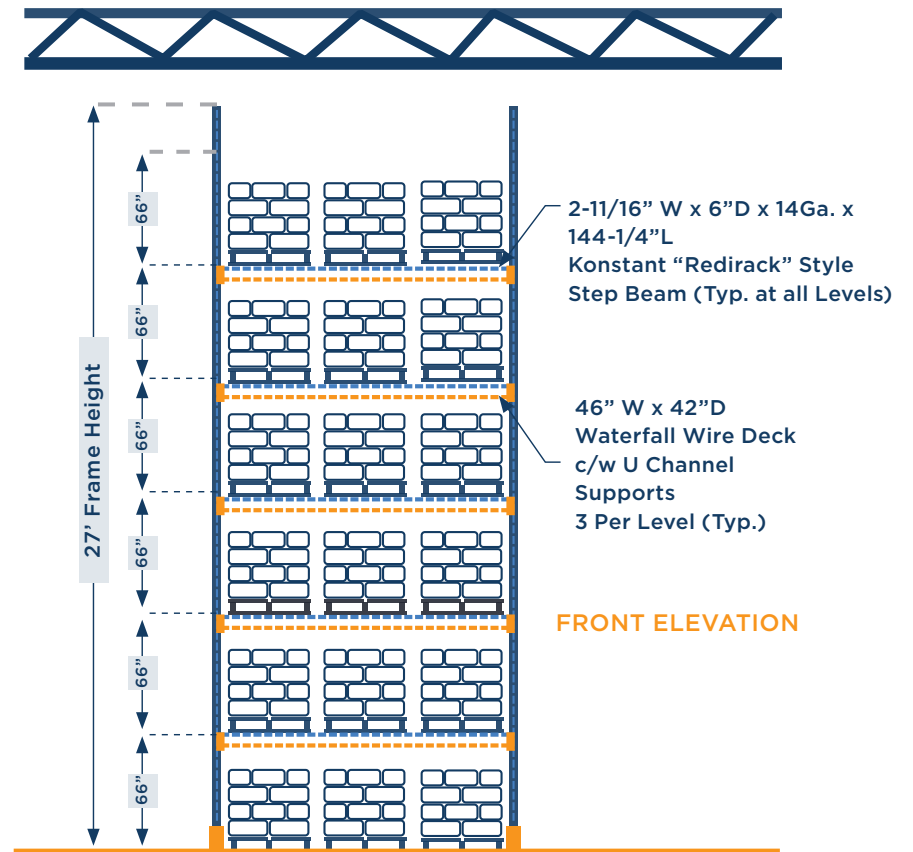 66”
66”
66”
66”
66”
66”
27’ Frame Height
2-11/16” W x 6”D x 14Ga. x
144-1/4”L
Konstant “Redirack” Style
Step Beam (Typ. at all Levels)
46” W x 42”D
Waterfall Wire Deck
c/w U Channel
Supports
3 Per Level (Typ.)
FRONT ELEVATION